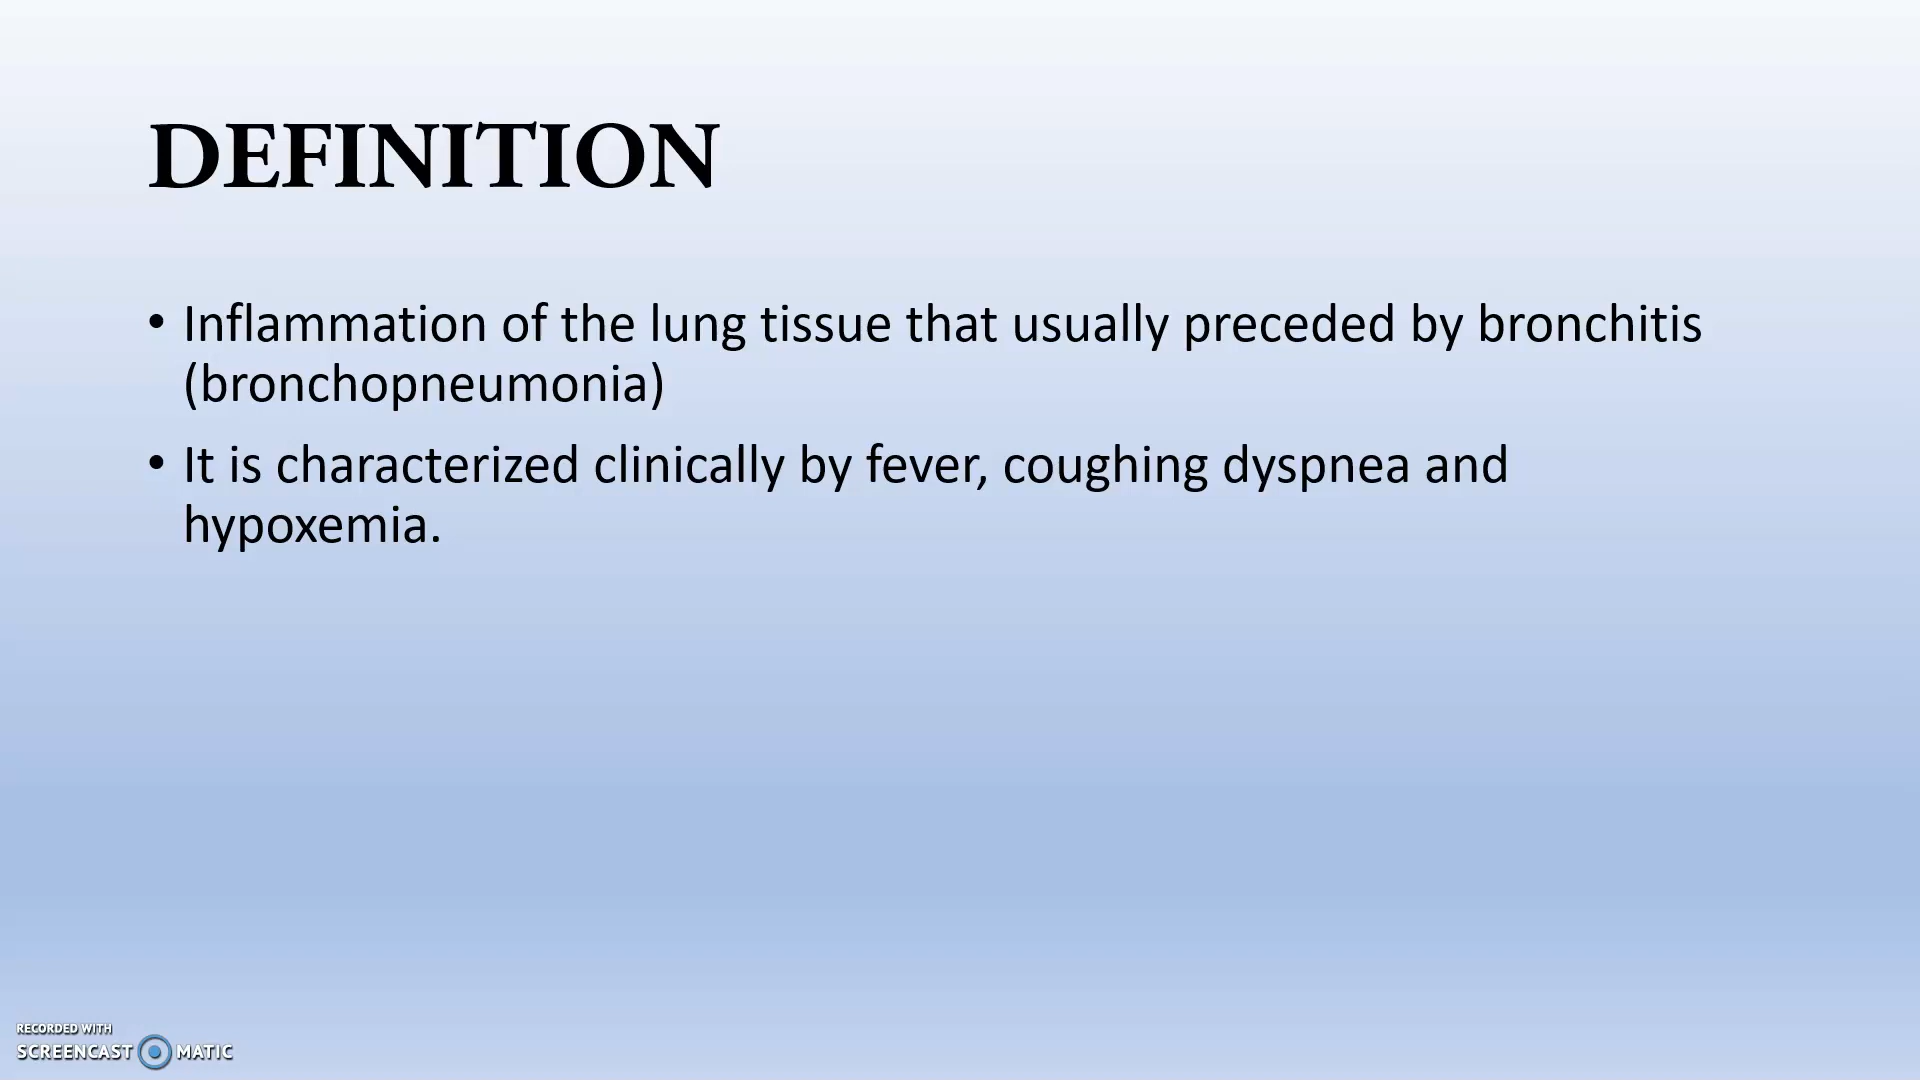 DEFINITION
• Inflammation of the lung tissue that usually preceded by bronchitis
(bronchopneumonia)
• It is characterized clinically by fever, coughing dyspnea and
hypoxemia.
RECORDED WITH
SCREENCAST MATIC